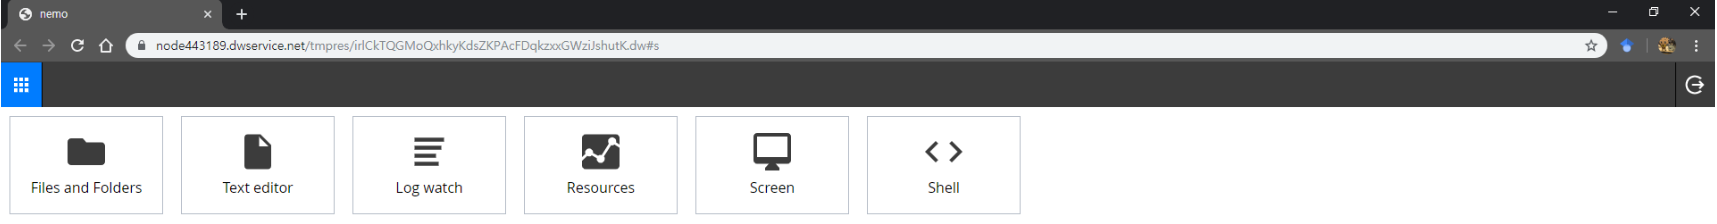 nemo
node443189.dwservice.net/tmpres/irlCkTQGMoQxhkyKdsZKPAcFDqkzxxGWziJshutK.dw#s
Files and Folders
Text editor
Log watch
Resources
Screen
Shell